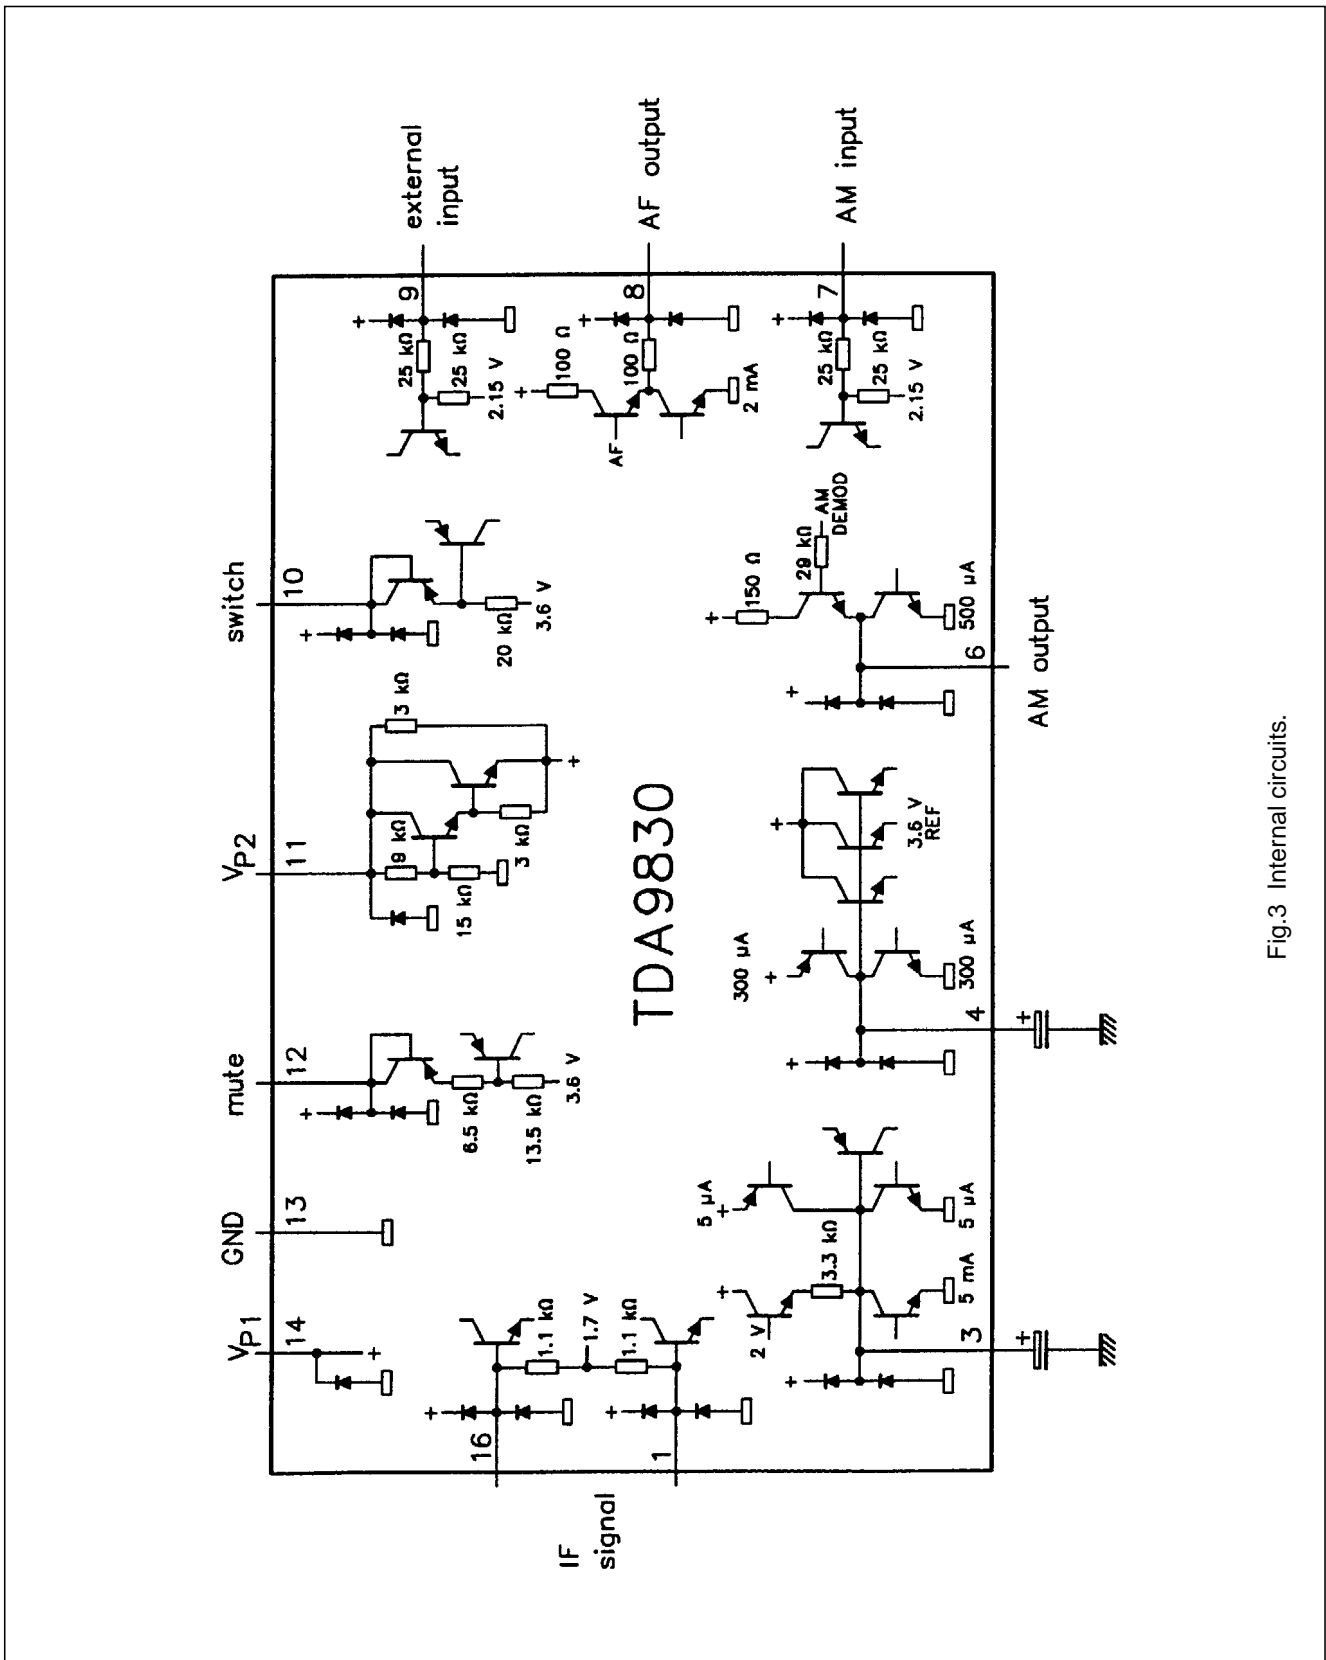 IF
signal
16
1
+
+
1.1 kΩ
1.7 V
1.1 kΩ
VP1
14
+
GND
13
mute
12
+
6.5 kΩ
13.5 kΩ
3.6 V
VP2
11
9 kΩ
15 kΩ
3 kΩ
3 kΩ
+
switch
10
+
20 kΩ
3.6 V
external
input
9
+
25 kΩ
25 kΩ
2.15 V
AF output
8
+
100 Ω
100 Ω
+
AF
2 mA
AM input
7
+
25 kΩ
25 kΩ
2.15 V
TDA9830
3
+
+
2 V
+
3.3 kΩ
5 mA
5 µA
+
5 µA
4
+
+
300 µA
+
300 µA
+
3.6 V
REF
6
+
+
150 Ω
29 kΩ
AM
DEMOD
500 µA
AM output
Fig.3 Internal circuits.